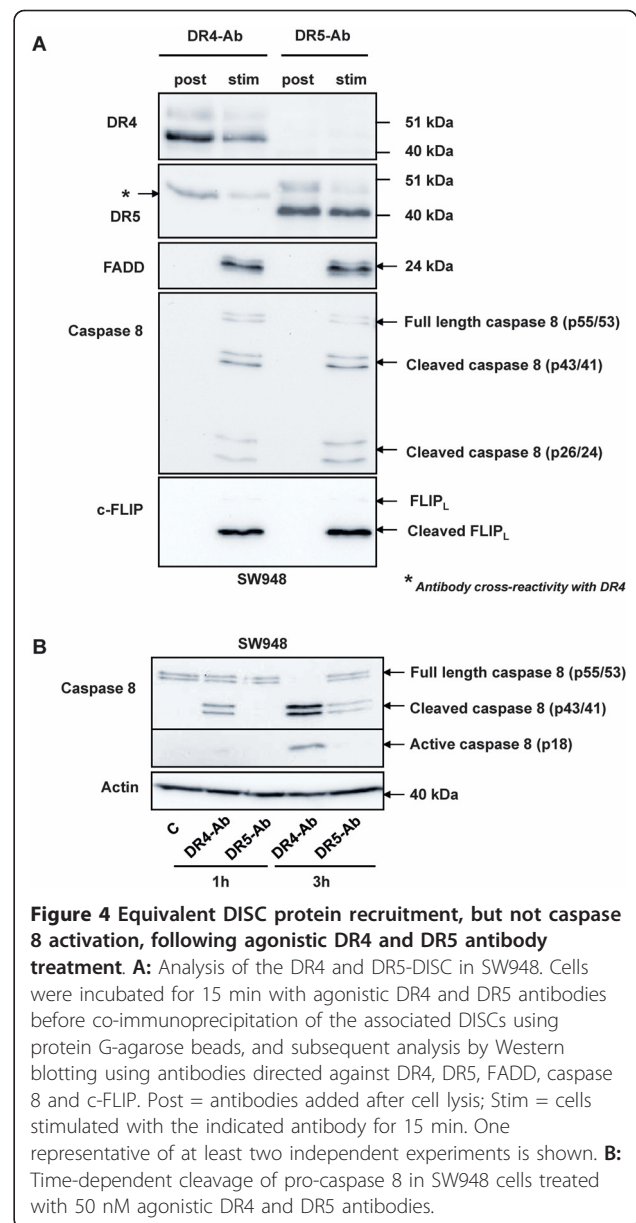 A
DR4-Ab DR5-Ab
post stim post stim
DR4
51 kDa
40 kDa
*
DR5
51 kDa
40 kDa
FADD
24 kDa
Caspase 8
Full length caspase 8 (p55/53)
Cleaved caspase 8 (p43/41)
Cleaved caspase 8 (p26/24)
c-FLIP
FLIPL
Cleaved FLIPL
SW948
* Antibody cross-reactivity with DR4
B
SW948
Caspase 8
Full length caspase 8 (p55/53)
Cleaved caspase 8 (p43/41)
Active caspase 8 (p18)
Actin
40 kDa
C DR4-Ab DR5-Ab DR4-Ab DR5-Ab
1h 3h
Figure 4 Equivalent DISC protein recruitment, but not caspase
8 activation, following agonistic DR4 and DR5 antibody
treatment. A: Analysis of the DR4 and DR5-DISC in SW948. Cells
were incubated for 15 min with agonistic DR4 and DR5 antibodies
before co-immunoprecipitation of the associated DISCs using
protein G-agarose beads, and subsequent analysis by Western
blotting using antibodies directed against DR4, DR5, FADD, caspase
8 and c-FLIP. Post = antibodies added after cell lysis; Stim = cells
stimulated with the indicated antibody for 15 min. One
representative of at least two independent experiments is shown. B:
Time-dependent cleavage of pro-caspase 8 in SW948 cells treated
with 50 nM agonistic DR4 and DR5 antibodies.